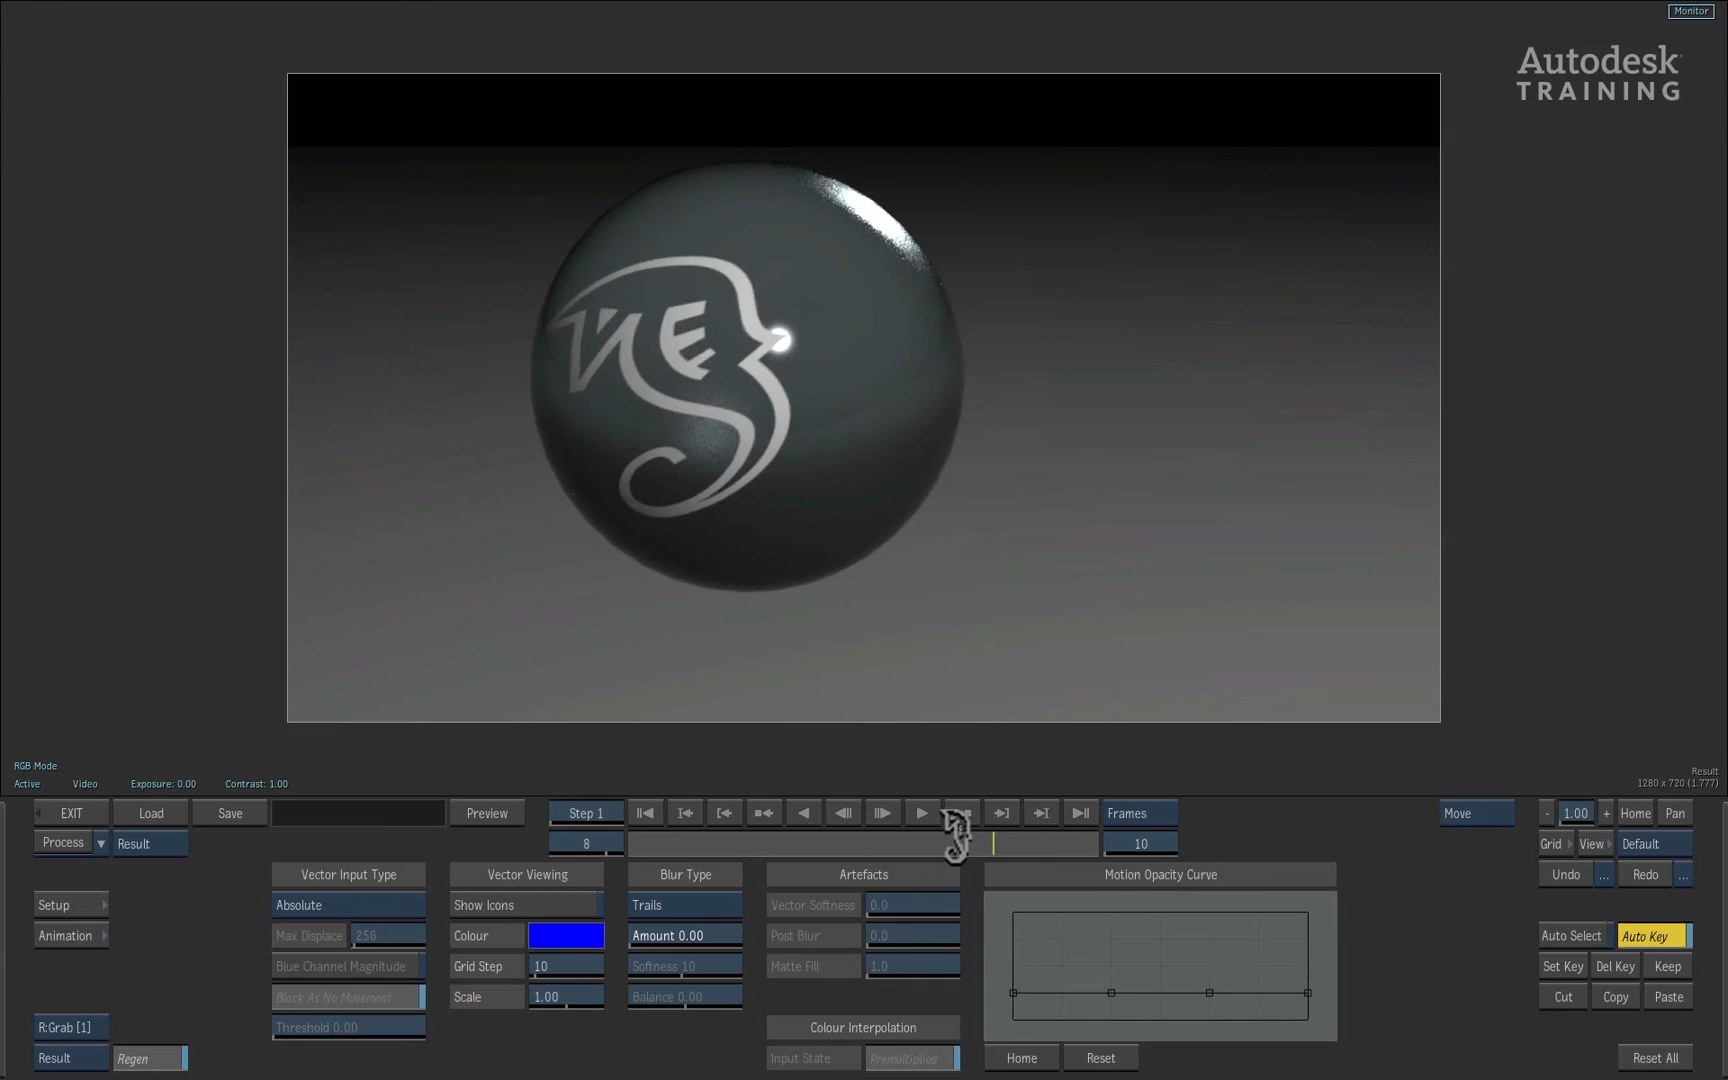 Monitor
Autodesk
TRAINING
RGB Mode
Active Video Exposure: 0.00 Contrast: 1.00
Result
1280 x 720 (1.777)
EXIT Load Save Preview Step 1 Frames Move - 1.00 + Home Pan
Process Result 8 10 Grid View Default
Vector Input Type Vector Viewing Blur Type Artefacts Motion Opacity Curve Undo ... Redo ...
Setup Absolute Show Icons Trails Vector Softness 0.0
Animation Max Displace 256 Colour Amount 0.00 Post Blur 0.0 Auto Select Auto Key
Blue Channel Magnitude Grid Step 10 Softness 10 Matte Fill 1.0 Set Key Del Key Keep
Black As No Movement Scale 1.00 Balance 0.00 Cut Copy Paste
R:Grab [1] Threshold 0.00 Colour Interpolation
Result Regen Input State Premultiplied Home Reset Reset All